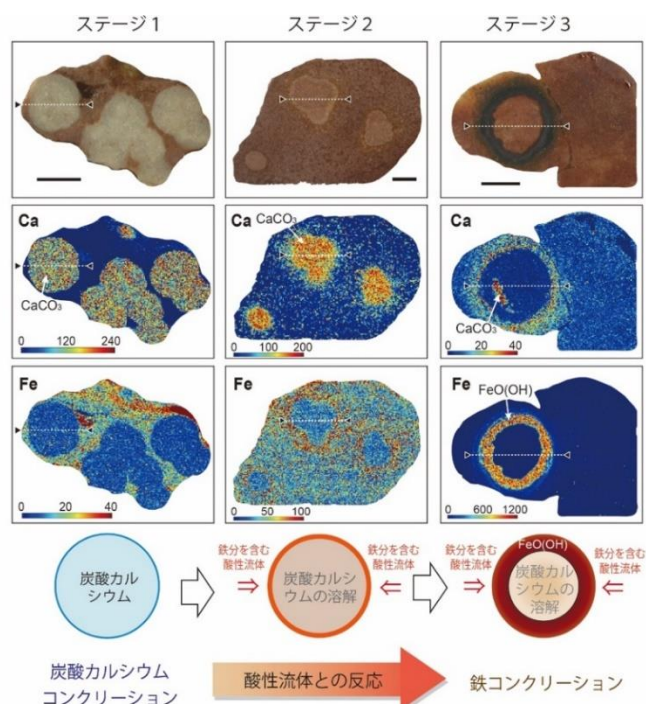 ステージ 1 ステージ 2 ステージ 3
Ca Ca Ca
CaCO₃ CaCO₃ CaCO₃
0 120 240 0 100 200 0 20 40
Fe Fe Fe
FeO(OH)
0 20 40 0 50 100 0 600 1200
炭酸カル
シウム
鉄分を含む
酸性流体
炭酸カルシ
ウムの溶解
鉄分を含む
酸性流体
鉄分を含む
酸性流体
FeO(OH)
炭酸カル
シウムの
溶解
鉄分を含む
酸性流体
炭酸カルシウム
コンクリーション
酸性流体との反応
鉄コンクリーション